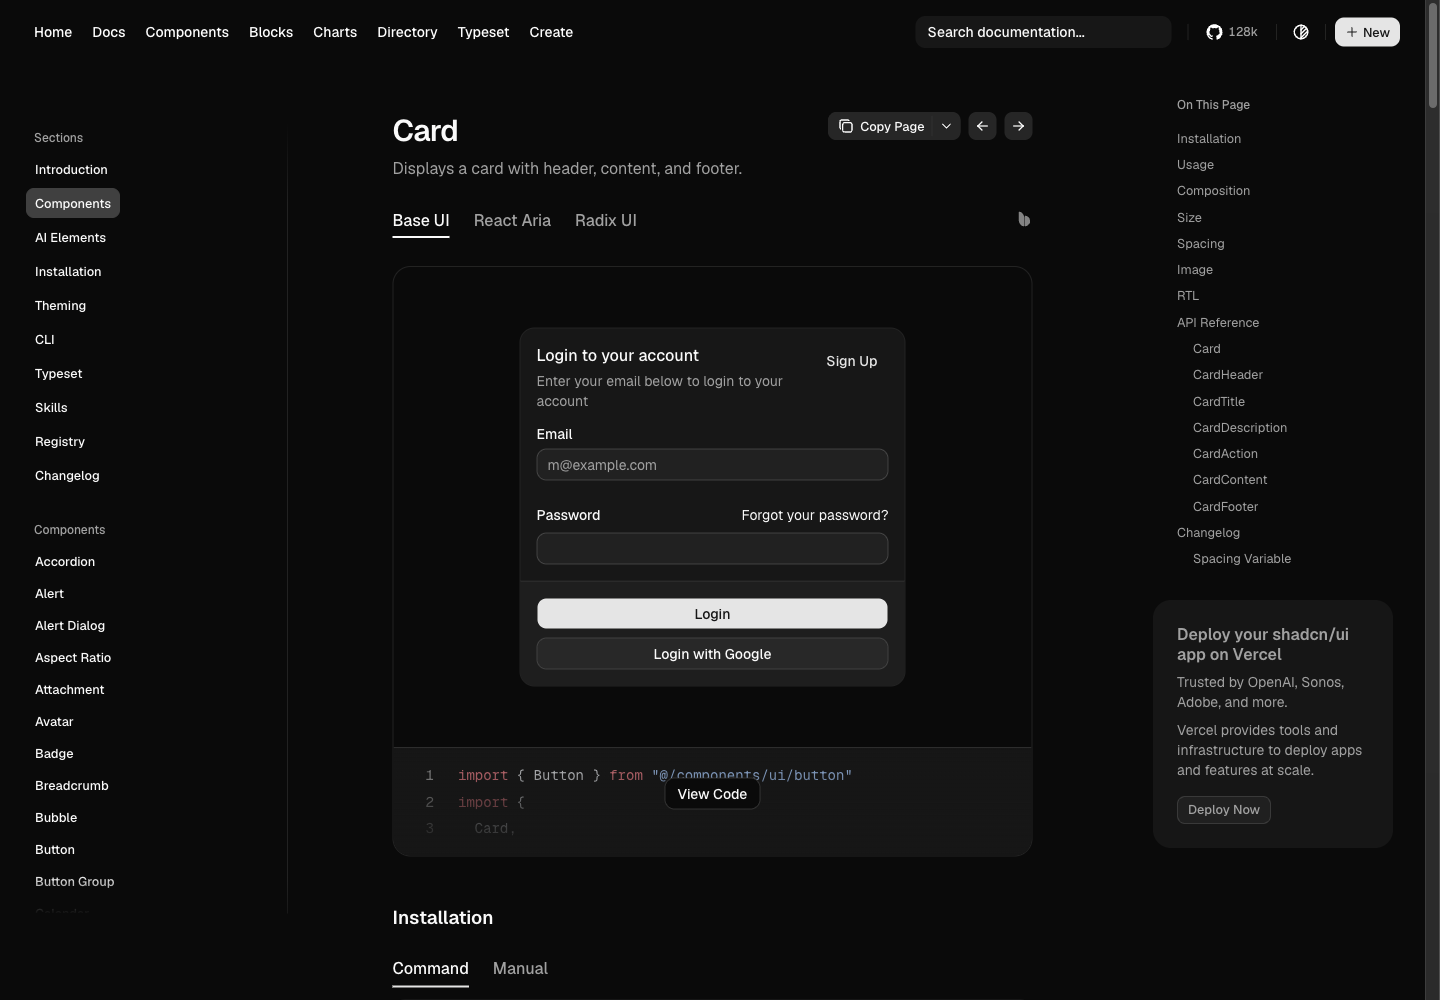 Home Docs Components Blocks Charts Directory Typeset Create
Search documentation...
128k
New
Sections
Introduction
Components
AI Elements
Installation
Theming
CLI
Typeset
Skills
Registry
Changelog
Components
Accordion
Alert
Alert Dialog
Aspect Ratio
Attachment
Avatar
Badge
Breadcrumb
Bubble
Button
Button Group
Calendar
Card
Copy Page
Displays a card with header, content, and footer.
Base UI React Aria Radix UI
Login to your account
Sign Up
Enter your email below to login to your
account
Email
m@example.com
Password Forgot your password?
Login
Login with Google
1 import { Button } from "@/components/ui/button"
2 import {
3 Card,
View Code
Installation
Command Manual
On This Page
Installation
Usage
Composition
Size
Spacing
Image
RTL
API Reference
Card
CardHeader
CardTitle
CardDescription
CardAction
CardContent
CardFooter
Changelog
Spacing Variable
Deploy your shadcn/ui
app on Vercel
Trusted by OpenAI, Sonos,
Adobe, and more.
Vercel provides tools and
infrastructure to deploy apps
and features at scale.
Deploy Now